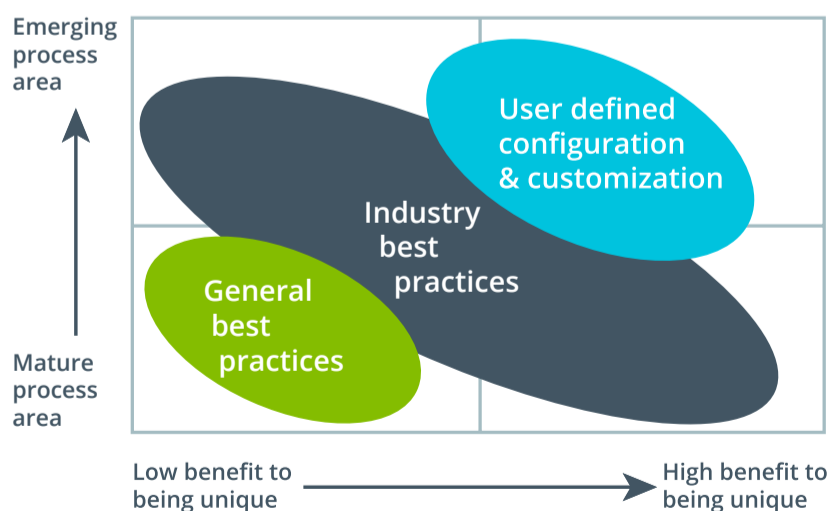 Emerging
process
area
User defined
configuration
& customization
Industry
best
practices
General
best
practices
Mature
process
area
Low benefit to
being unique
High benefit to
being unique